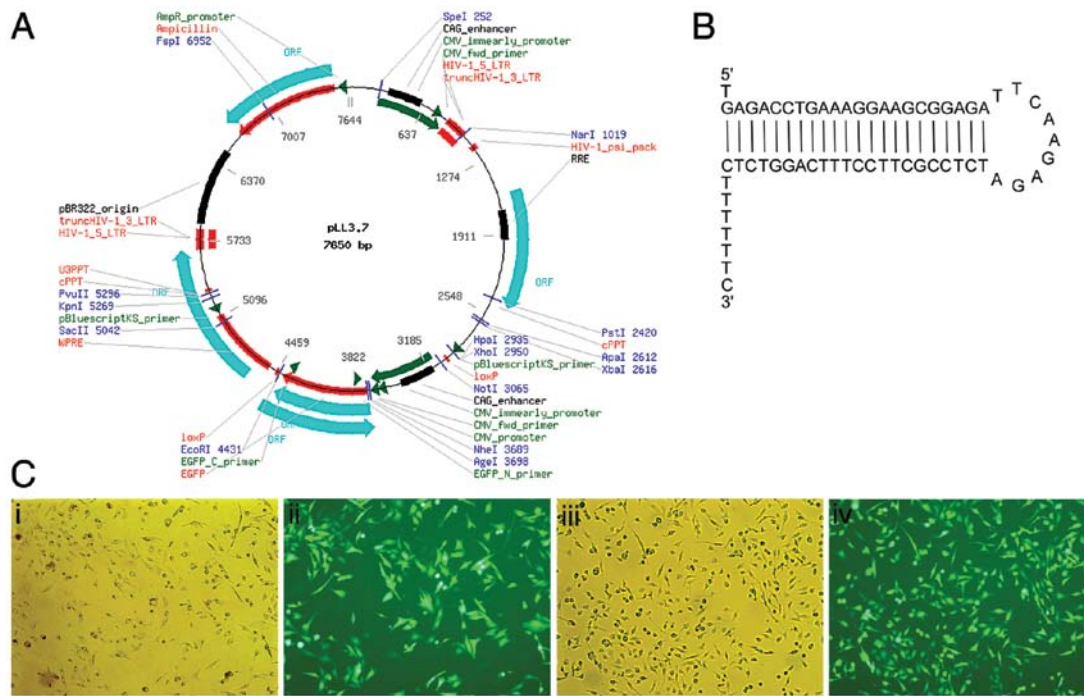 A
AmpR_promoter
Ampicillin
FspI 6952
ORF
SpeI 252
CAG_enhancer
CMV_immearly_promoter
CMV_fwd_primer
HIV-1_5_LTR
truncHIV-1_3_LTR
NarI 1019
HIV-1_psi_pack
RRE
7644
637
7007
1274
6370
1911
pLL3.7
7650 bp
pBR322_origin
truncHIV-1_3_LTR
HIV-1_5_LTR
5733
ORF
2548
U3PPT
cPPT
PvuII 5296
KpnI 5269
pBluescriptKS_primer
SacII 5042
WPRE
ORF
5096
4459
3822
3185
PstI 2420
cPPT
ApaI 2612
XbaI 2616
HpaI 2935
XhoI 2950
pBluescriptKS_primer
loxP
NotI 3065
CAG_enhancer
CMV_immearly_promoter
CMV_fwd_primer
CMV_promoter
NheI 3689
AgeI 3698
EGFP_N_primer
loxP
EcoRI 4431
EGFP_C_primer
EGFP
ORF
B
5'
T
GAGACCTGAAAGGAAGCGGAGA
T T C A A G A G A
CTCTGGACTTTCCTTCGCCTCT
T
T
T
T
T
T
C
3'
C
i
ii
iii
iv